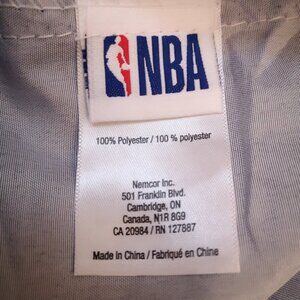 NBA
100% Polyester / 100 % polyester
Nemcor Inc.
501 Franklin Blvd.
Cambridge, ON
Canada, N1R 8G9
CA 20984 / RN 127887
Made in China / Fabriqué en Chine